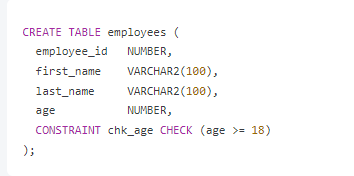 CREATE TABLE employees (
  employee_id   NUMBER,
  first_name    VARCHAR2(100),
  last_name     VARCHAR2(100),
  age           NUMBER,
  CONSTRAINT chk_age CHECK (age >= 18)
);